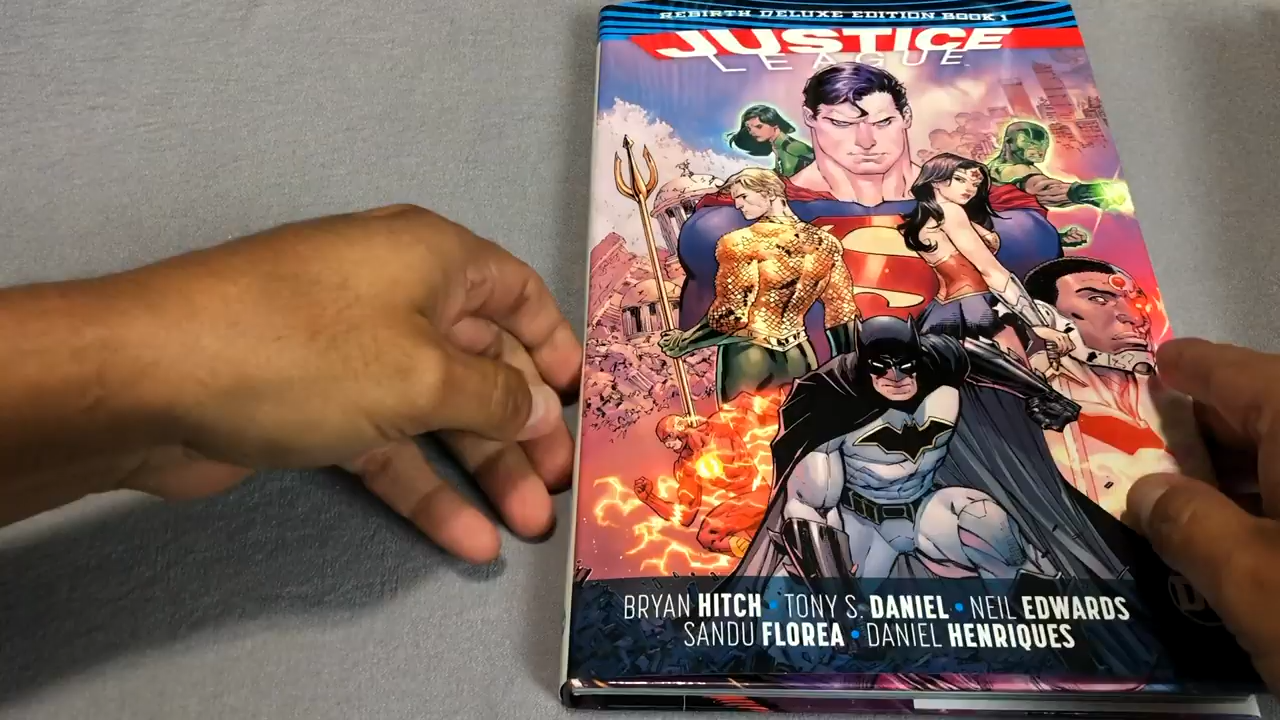 REBIRTH DELUXE EDITION BOOK 1
JUSTICE
LEAGUE
BRYAN HITCH • TONY S. DANIEL • NEIL EDWARDS
SANDU FLOREA • DANIEL HENRIQUES